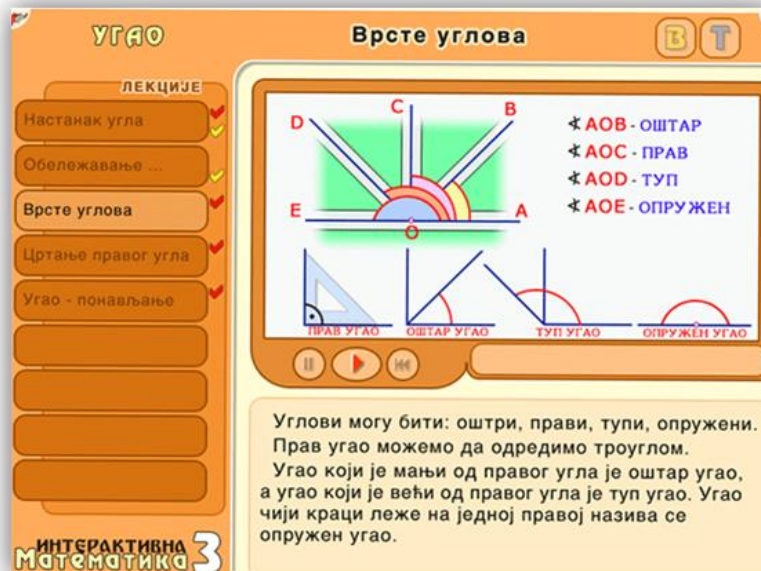 УГАО
Врсте углова
В Т
ЛЕКЦИЈЕ
Настанак угла
Обележавање ...
Врсте углова
Цртање правог угла
Угао - понављање
D
C
B
E
O
A
∢ AOB - ОШТАР
∢ AOC - ПРАВ
∢ AOD - ТУП
∢ AOE - ОПРУЖЕН
ПРАВ УГАО
ОШТАР УГАО
ТУП УГАО
ОПРУЖЕН УГАО
Углови могу бити: оштри, прави, тупи, опружени.
Прав угао можемо да одредимо троуглом.
Угао који је мањи од правог угла је оштар угао,
а угао који је већи од правог угла је туп угао. Угао
чији краци леже на једној правој назива се
опружен угао.
ИНТЕРАКТИВНА
Математика 3